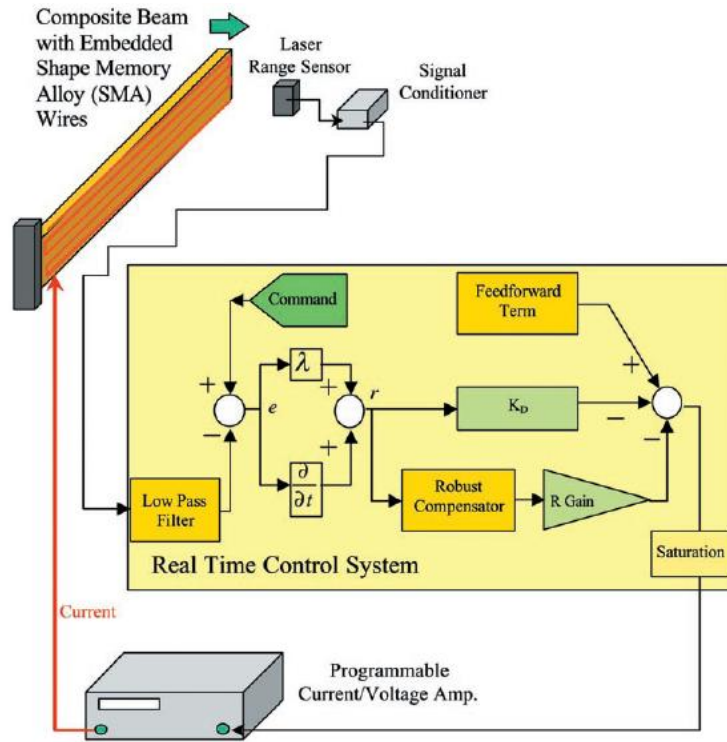 Composite Beam
with Embedded
Shape Memory
Alloy (SMA)
Wires
Laser
Range Sensor
Signal
Conditioner
Command
Feedforward
Term
+
+
λ
+
r
K_D
−
−
e
−
+
∂
∂t
Low Pass
Filter
Robust
Compensator
R Gain
Saturation
Real Time Control System
Current
Programmable
Current/Voltage Amp.